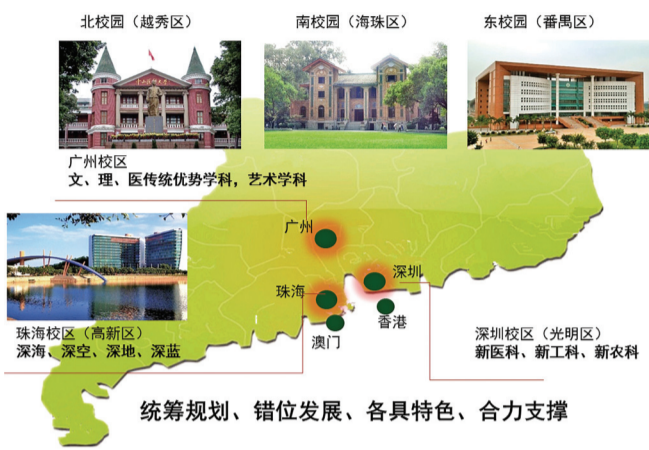 北校园（越秀区）
南校园（海珠区）
东校园（番禺区）
广州校区
文、理、医传统优势学科，艺术学科
广州
深圳
珠海
香港
澳门
珠海校区（高新区）
深海、深空、深地、深蓝
深圳校区（光明区）
新医科、新工科、新农科
统筹规划、错位发展、各具特色、合力支撑